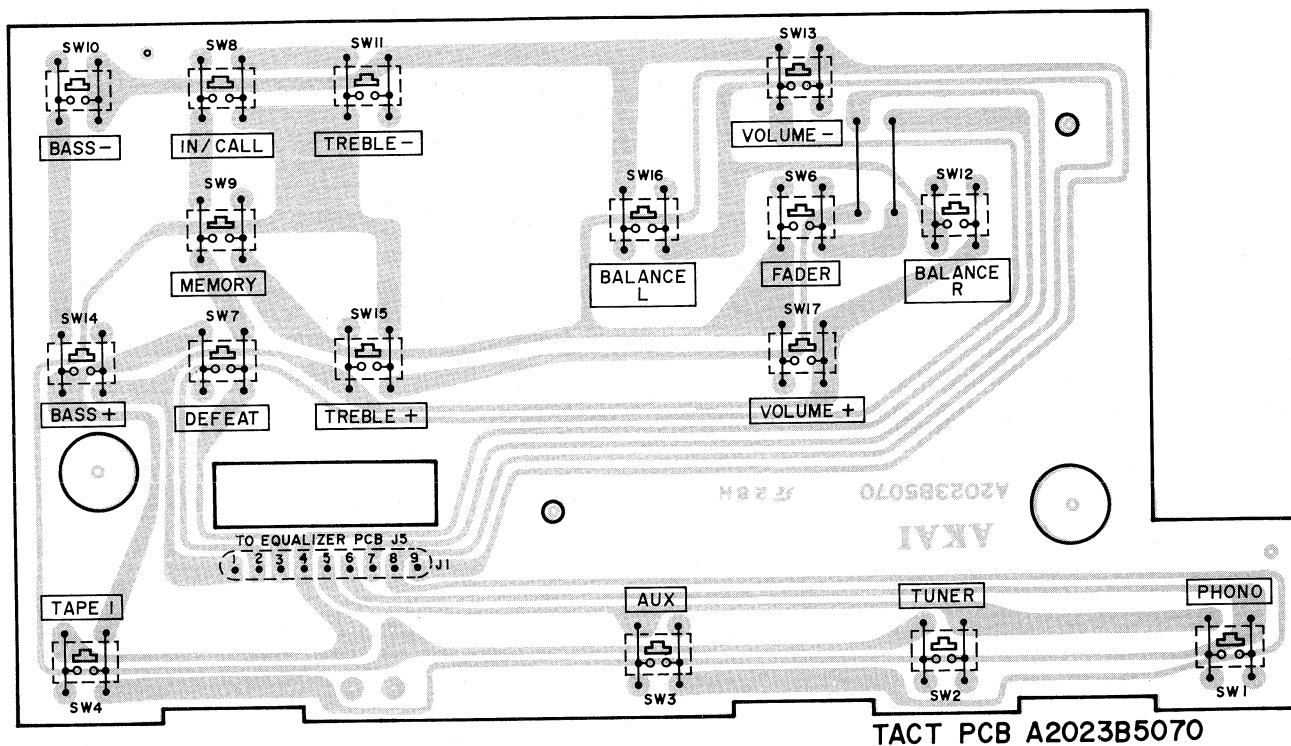 SW10
SW8
SW11
SW13
BASS-
IN/CALL
TREBLE-
VOLUME-
SW9
SW16
SW6
SW12
MEMORY
BALANCE
L
FADER
BALANCE
R
SW14
SW7
SW15
SW17
BASS+
DEFEAT
TREBLE+
VOLUME+
A2023B5070
AKAI
TO EQUALIZER PCB J5
1 2 3 4 5 6 7 8 9 J1
TAPE 1
AUX
TUNER
PHONO
SW4
SW3
SW2
SW1
TACT PCB A2023B5070